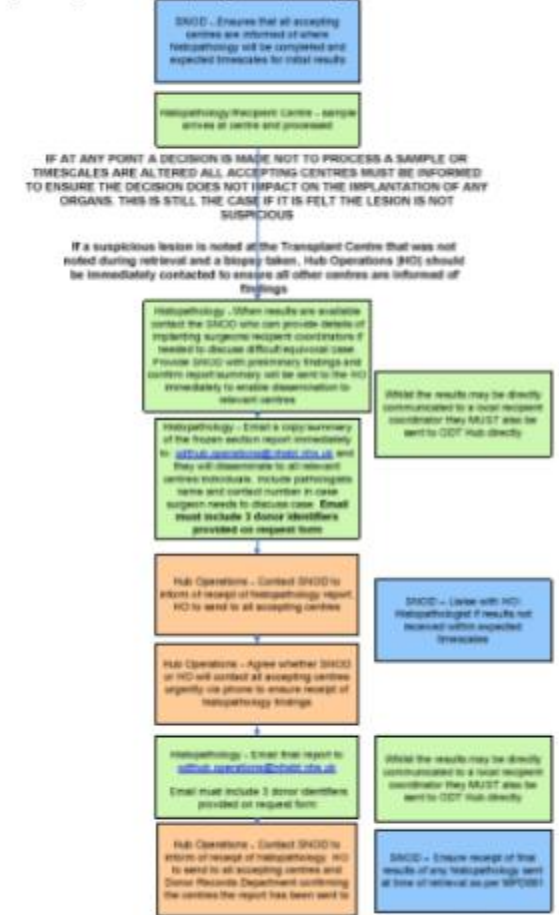 SNOD – Ensures that all accepting
centres are informed of where
histopathology will be completed and
expected timescales for initial results
Histopathology/Recipient Centre – sample
arrives at centre and processed
IF AT ANY POINT A DECISION IS MADE NOT TO PROCESS A SAMPLE OR
TIMESCALES ARE ALTERED ALL ACCEPTING CENTRES MUST BE INFORMED
TO ENSURE THE DECISION DOES NOT IMPACT ON THE IMPLANTATION OF ANY
ORGANS. THIS IS STILL THE CASE IF IT IS FELT THE LESION IS NOT
SUSPICIOUS
If a suspicious lesion is noted at the Transplant Centre that was not
noted during retrieval and a biopsy taken, Hub Operations (HO) should
be immediately contacted to ensure all other centres are informed of
findings
Histopathology - When results are available
contact the SNOD who can provide details of
implanting surgeons/recipient coordinators if
needed to discuss difficult/equivocal case.
Provide SNOD with preliminary findings and
confirm report/summary will be sent to the HO
immediately to enable dissemination to
relevant centres
Whilst the results may be directly
communicated to a local recipient
coordinator they MUST also be
sent to ODT Hub directly
Histopathology - Email a copy/summary
of the frozen section report immediately
to and
they will disseminate to all relevant
centres/individuals. Include pathologists
name and contact number in case
surgeon needs to discuss case. Email
must include 3 donor identifiers
provided on request form
Hub Operations - Contact SNOD to
inform of receipt of histopathology report.
HO to send to all accepting centres
SNOD – Liaise with HO/
Histopathologist if results not
received within expected
timescales
Hub Operations - Agree whether SNOD
or HO will contact all accepting centres
urgently via phone to ensure receipt of
histopathology findings
Histopathology - Email final report to
Email must include 3 donor identifiers
provided on request form
Whilst the results may be directly
communicated to a local recipient
coordinator they MUST also be
sent to ODT Hub directly
Hub Operations - Contact SNOD to
inform of receipt of histopathology. HO
to send to all accepting centres and
Donor Records Department confirming
the centres the report has been sent to
SNOD – Ensure receipt of final
results of any histopathology sent
at time of retrieval as per